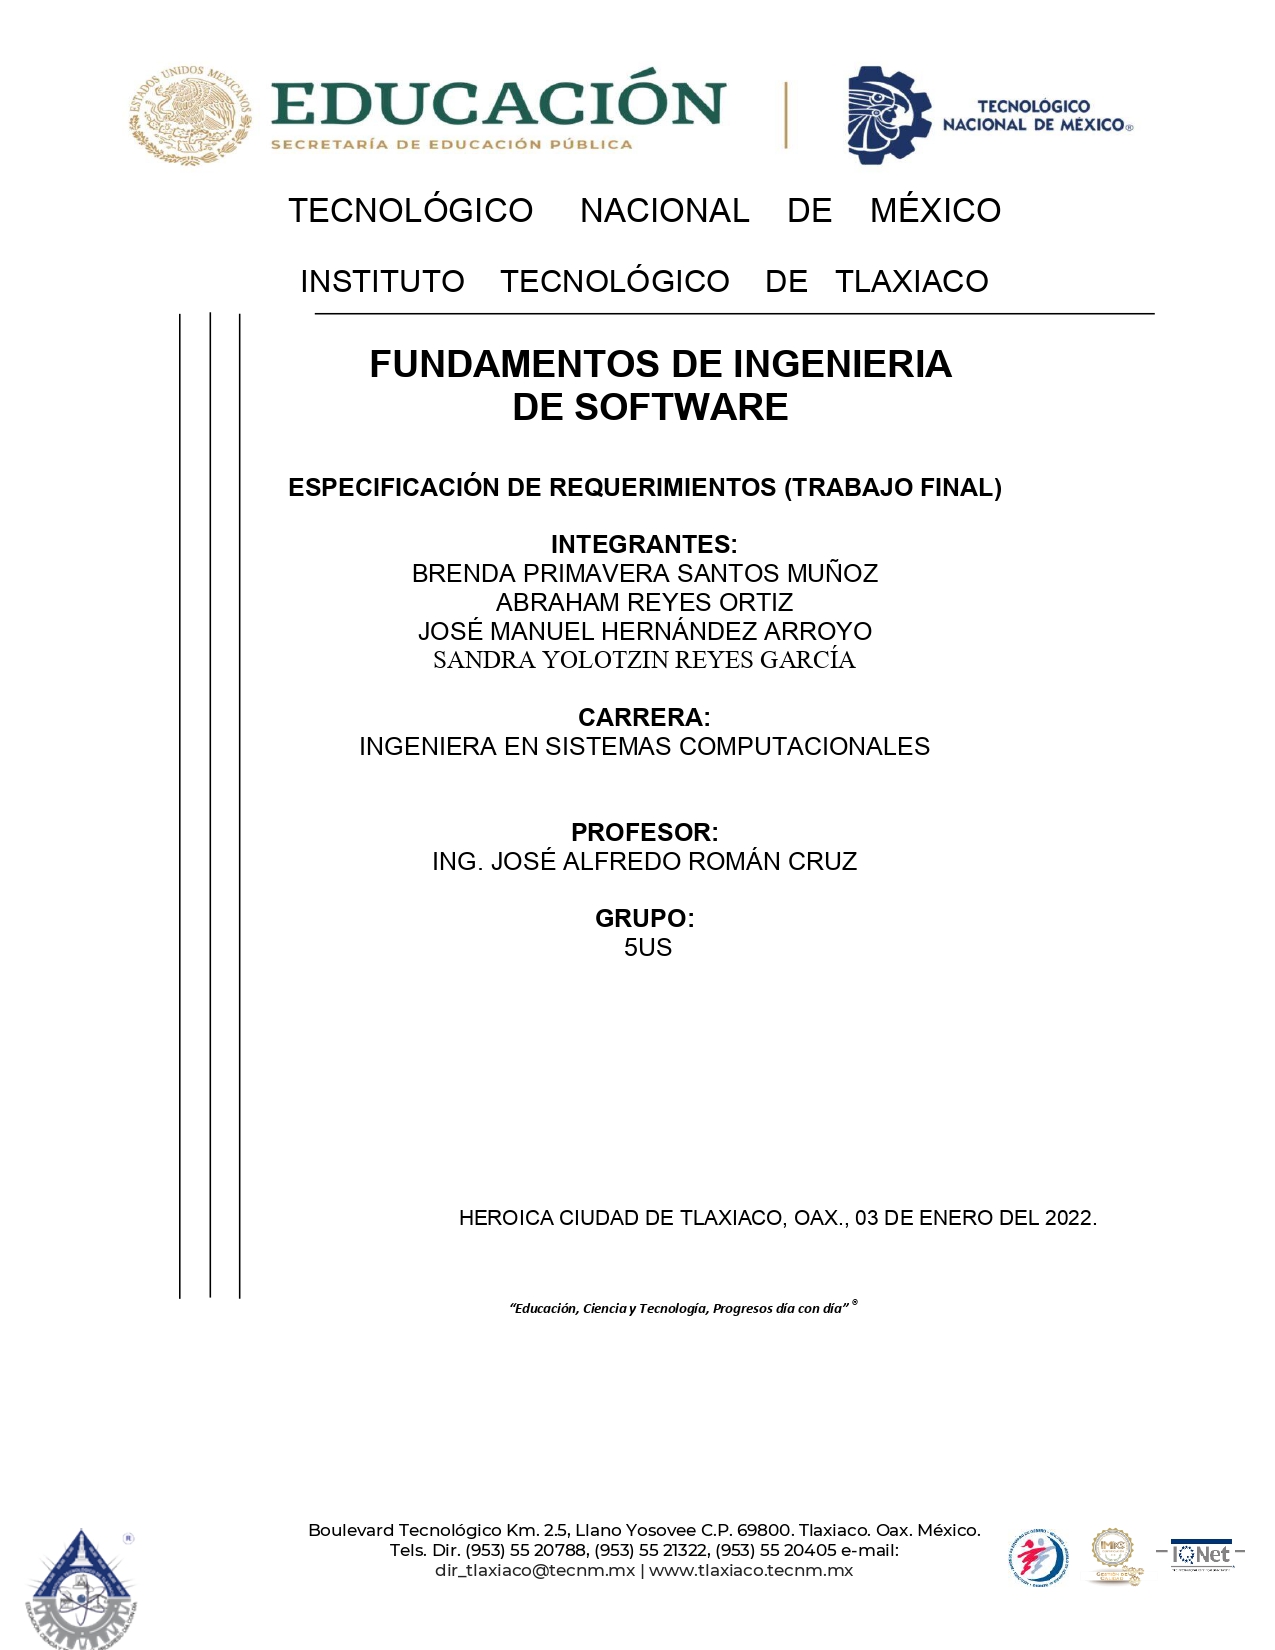 ESTADOS UNIDOS MEXICANOS
EDUCACIÓN
SECRETARÍA DE EDUCACIÓN PÚBLICA
TECNOLÓGICO
NACIONAL DE MÉXICO®
TECNOLÓGICO NACIONAL DE MÉXICO
INSTITUTO TECNOLÓGICO DE TLAXIACO
FUNDAMENTOS DE INGENIERIA
DE SOFTWARE
ESPECIFICACIÓN DE REQUERIMIENTOS (TRABAJO FINAL)
INTEGRANTES:
BRENDA PRIMAVERA SANTOS MUÑOZ
ABRAHAM REYES ORTIZ
JOSÉ MANUEL HERNÁNDEZ ARROYO
SANDRA YOLOTZIN REYES GARCÍA
CARRERA:
INGENIERA EN SISTEMAS COMPUTACIONALES
PROFESOR:
ING. JOSÉ ALFREDO ROMÁN CRUZ
GRUPO:
5US
HEROICA CIUDAD DE TLAXIACO, OAX., 03 DE ENERO DEL 2022.
“Educación, Ciencia y Tecnología, Progresos día con día” ®
Boulevard Tecnológico Km. 2.5, Llano Yosovee C.P. 69800. Tlaxiaco. Oax. México.
Tels. Dir. (953) 55 20788, (953) 55 21322, (953) 55 20405 e-mail:
dir_tlaxiaco@tecnm.mx | www.tlaxiaco.tecnm.mx
®
IQNet